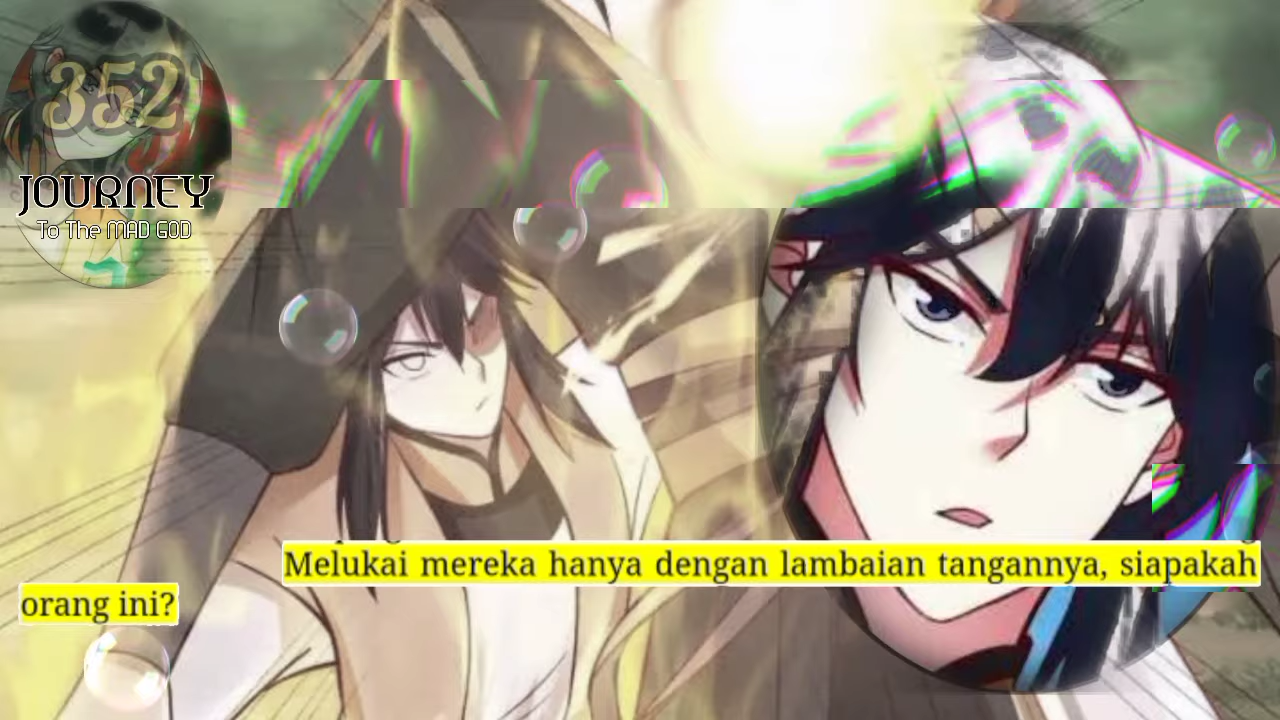 352
JOURNEY
To The MAD GOD
Melukai mereka hanya dengan lambaian tangannya, siapakah
orang ini?